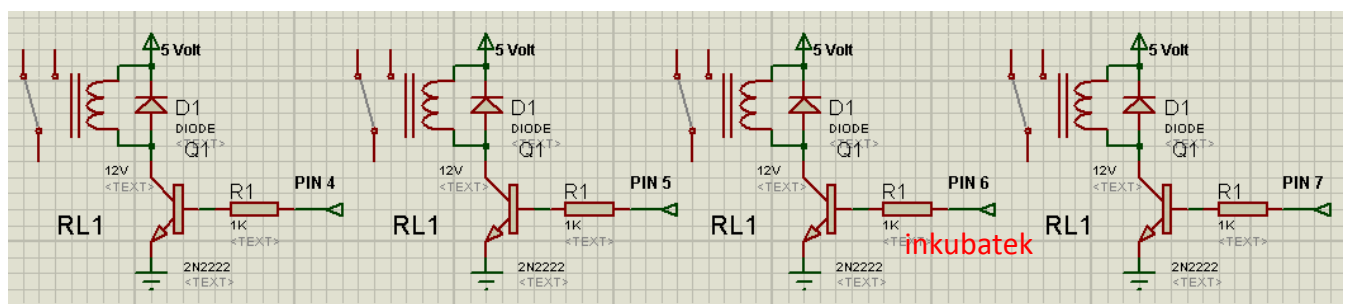 5 Volt
D1
DIODE
<TEXT>
Q1
12V
<TEXT>
R1
PIN 4
RL1
1K
<TEXT>
2N2222
<TEXT>
5 Volt
D1
DIODE
<TEXT>
Q1
12V
<TEXT>
R1
PIN 5
RL1
1K
<TEXT>
2N2222
<TEXT>
5 Volt
D1
DIODE
<TEXT>
Q1
12V
<TEXT>
R1
PIN 6
RL1
1K
<TEXT>
inkubatek
2N2222
<TEXT>
5 Volt
D1
DIODE
<TEXT>
Q1
12V
<TEXT>
R1
PIN 7
RL1
1K
<TEXT>
2N2222
<TEXT>